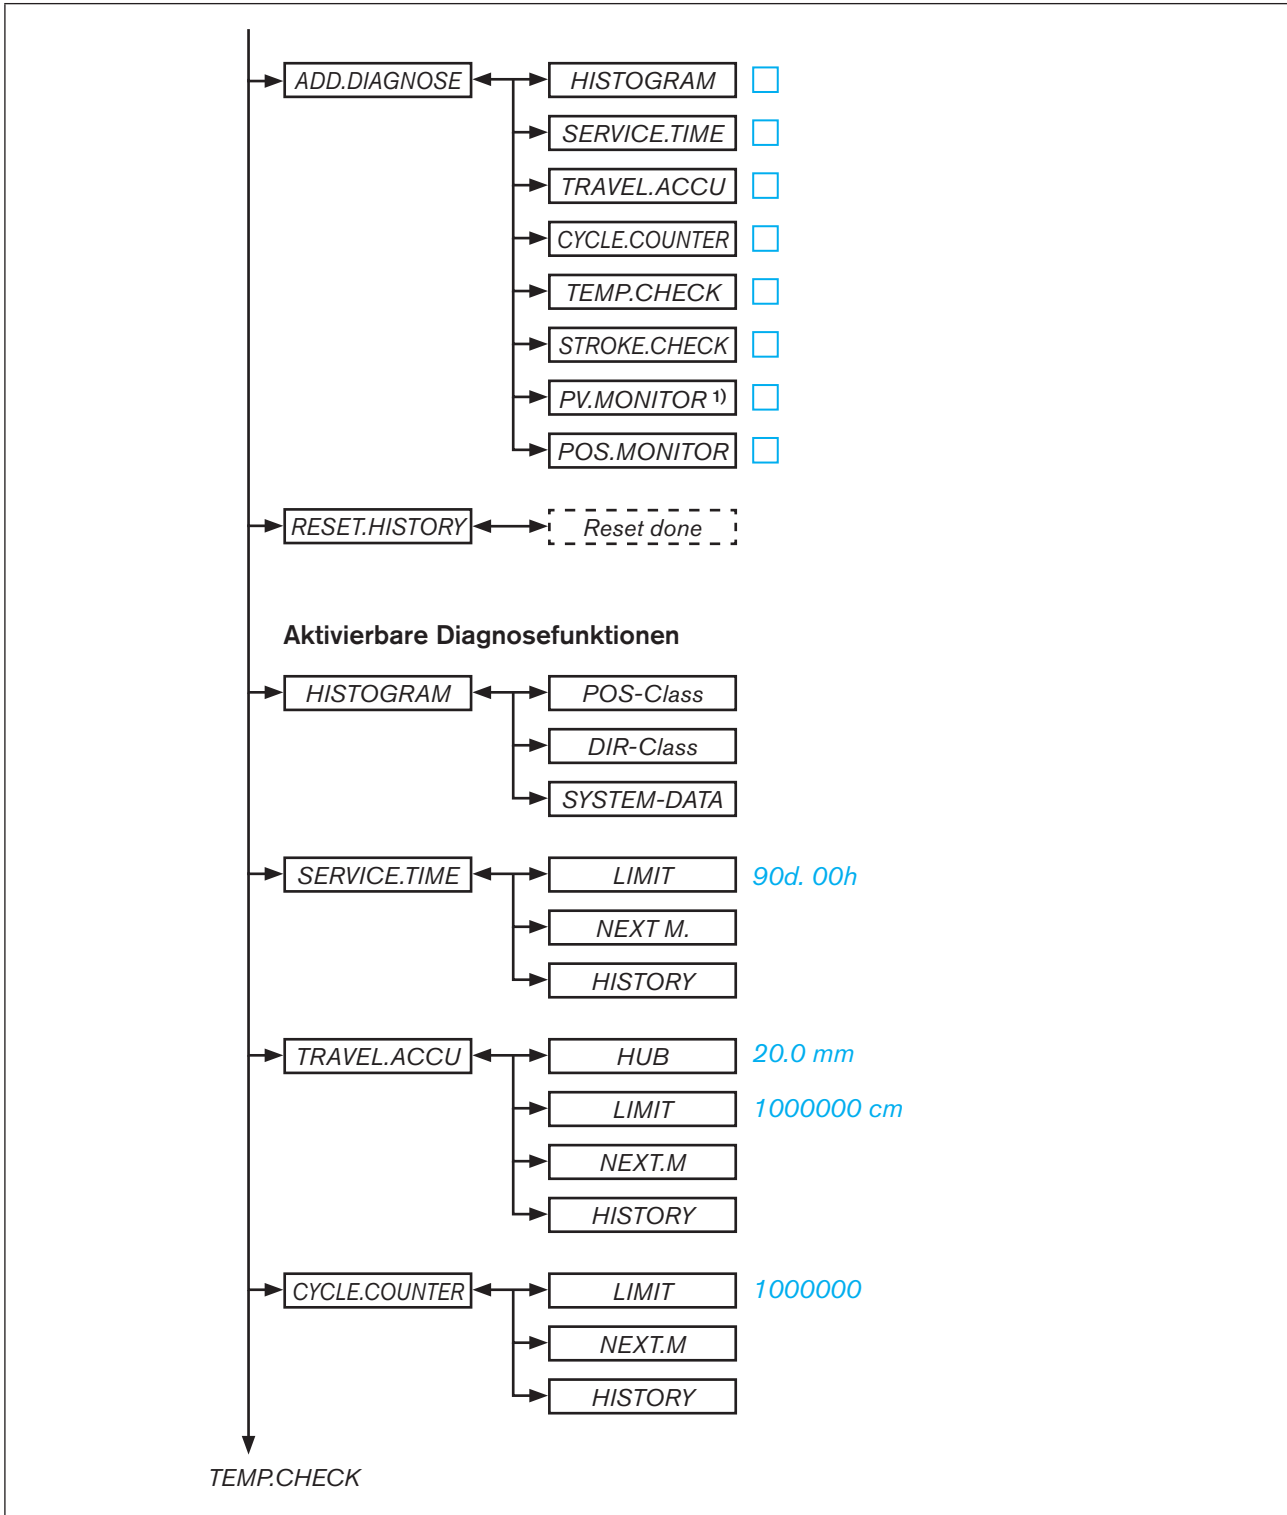 ADD.DIAGNOSE
HISTOGRAM
SERVICE.TIME
TRAVEL.ACCU
CYCLE.COUNTER
TEMP.CHECK
STROKE.CHECK
PV.MONITOR 1)
POS.MONITOR
RESET.HISTORY
Reset done
Aktivierbare Diagnosefunktionen
HISTOGRAM
POS-Class
DIR-Class
SYSTEM-DATA
SERVICE.TIME
LIMIT
90d. 00h
NEXT M.
HISTORY
TRAVEL.ACCU
HUB
20.0 mm
LIMIT
1000000 cm
NEXT.M
HISTORY
CYCLE.COUNTER
LIMIT
1000000
NEXT.M
HISTORY
TEMP.CHECK